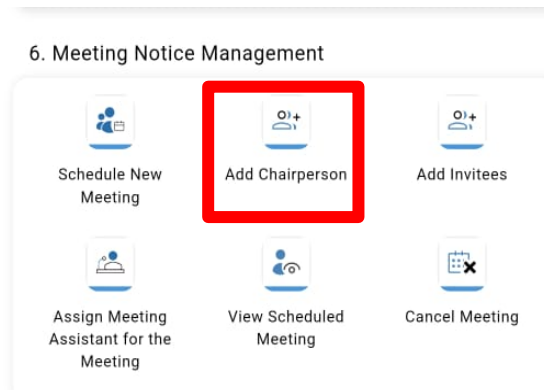 6. Meeting Notice Management
Schedule New
Meeting
Add Chairperson
Add Invitees
Assign Meeting
Assistant for the
Meeting
View Scheduled
Meeting
Cancel Meeting